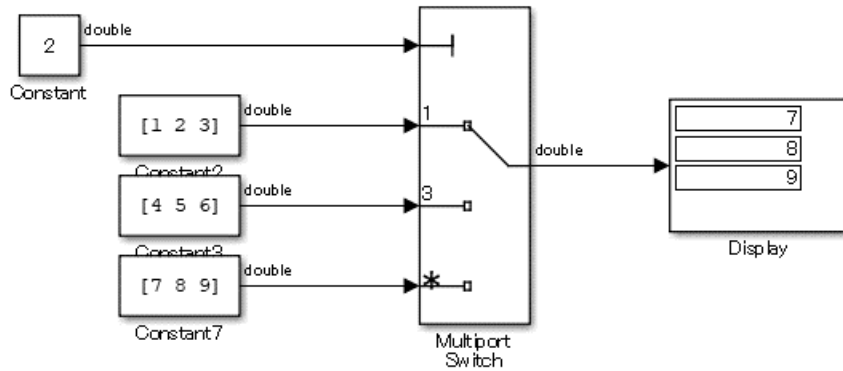 double
2
Constant
[1 2 3]
double
1
Constant2
[4 5 6]
double
3
Constant3
[7 8 9]
double
*
Constant7
Multiport
Switch
double
7
8
9
Display